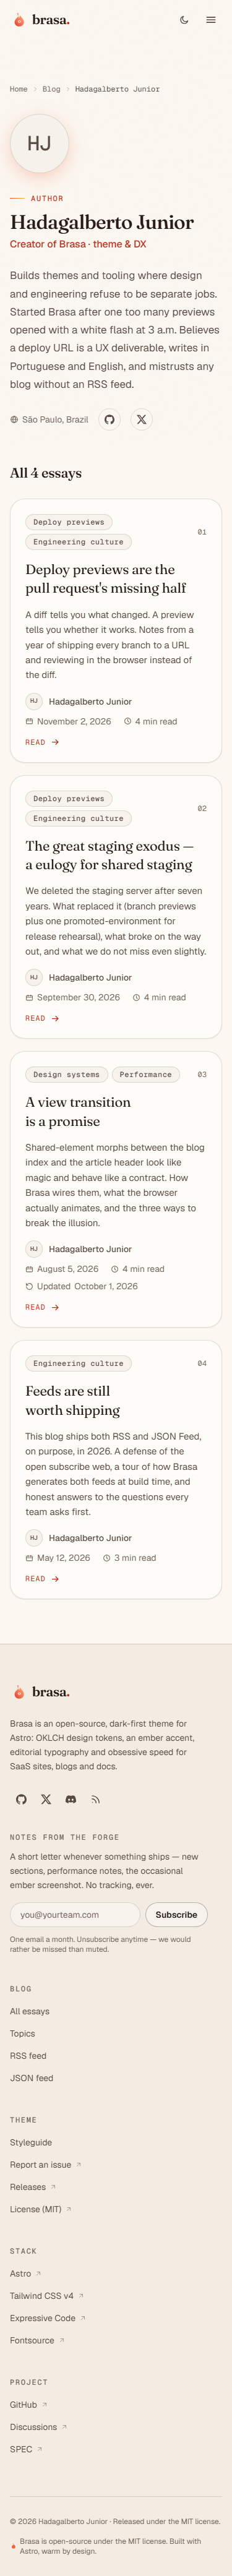 brasa.
Home > Blog > Hadagalberto Junior
HJ
AUTHOR
Hadagalberto Junior
Creator of Brasa · theme & DX
Builds themes and tooling where design
and engineering refuse to be separate jobs.
Started Brasa after one too many previews
opened with a white flash at 3 a.m. Believes
a deploy URL is a UX deliverable, writes in
Portuguese and English, and mistrusts any
blog without an RSS feed.
São Paulo, Brazil
All 4 essays
Deploy previews
Engineering culture
01
Deploy previews are the
pull request's missing half
A diff tells you what changed. A preview
tells you whether it works. Notes from a
year of shipping every branch to a URL
and reviewing in the browser instead of
the diff.
HJ Hadagalberto Junior
November 2, 2026 4 min read
READ →
Deploy previews
Engineering culture
02
The great staging exodus —
a eulogy for shared staging
We deleted the staging server after seven
years. What replaced it (branch previews
plus one promoted-environment for
release rehearsal), what broke on the way
out, and what we do not miss even slightly.
HJ Hadagalberto Junior
September 30, 2026 4 min read
READ →
Design systems Performance 03
A view transition
is a promise
Shared-element morphs between the blog
index and the article header look like
magic and behave like a contract. How
Brasa wires them, what the browser
actually animates, and the three ways to
break the illusion.
HJ Hadagalberto Junior
August 5, 2026 4 min read
Updated October 1, 2026
READ →
Engineering culture 04
Feeds are still
worth shipping
This blog ships both RSS and JSON Feed,
on purpose, in 2026. A defense of the
open subscribe web, a tour of how Brasa
generates both feeds at build time, and
honest answers to the questions every
team asks first.
HJ Hadagalberto Junior
May 12, 2026 3 min read
READ →
brasa.
Brasa is an open-source, dark-first theme for
Astro: OKLCH design tokens, an ember accent,
editorial typography and obsessive speed for
SaaS sites, blogs and docs.
NOTES FROM THE FORGE
A short letter whenever something ships — new
sections, performance notes, the occasional
ember screenshot. No tracking, ever.
you@yourteam.com Subscribe
One email a month. Unsubscribe anytime — we would
rather be missed than muted.
BLOG
All essays
Topics
RSS feed
JSON feed
THEME
Styleguide
Report an issue ↗
Releases ↗
License (MIT) ↗
STACK
Astro ↗
Tailwind CSS v4 ↗
Expressive Code ↗
Fontsource ↗
PROJECT
GitHub ↗
Discussions ↗
SPEC ↗
© 2026 Hadagalberto Junior · Released under the MIT license.
Brasa is open-source under the MIT license. Built with
Astro, warm by design.